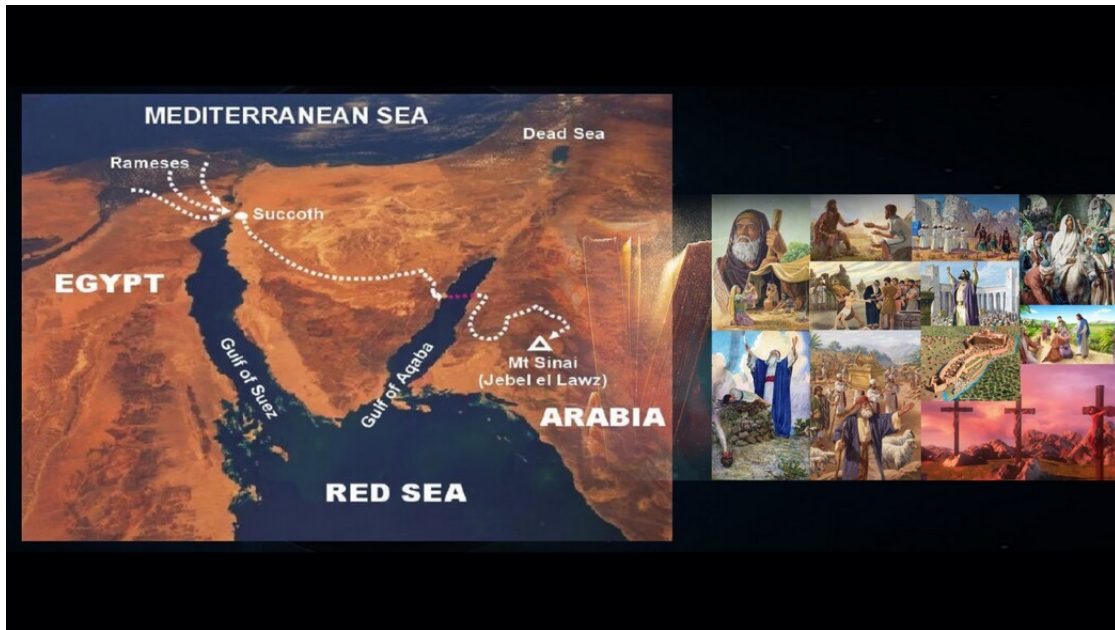 MEDITERRANEAN SEA
Dead Sea
Rameses
Succoth
EGYPT
Gulf of Suez
Gulf of Aqaba
Mt Sinai
(Jebel el Lawz)
ARABIA
RED SEA